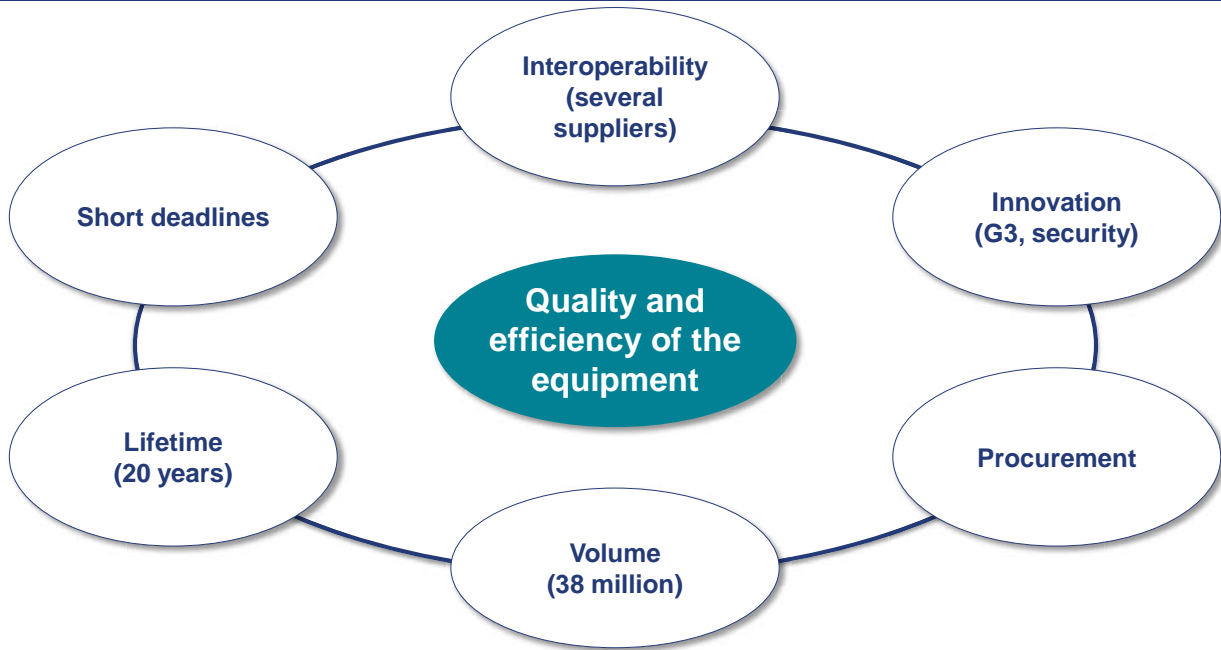 Interoperability
(several
suppliers)
Short deadlines
Innovation
(G3, security)
Quality and
efficiency of the
equipment
Lifetime
(20 years)
Procurement
Volume
(38 million)